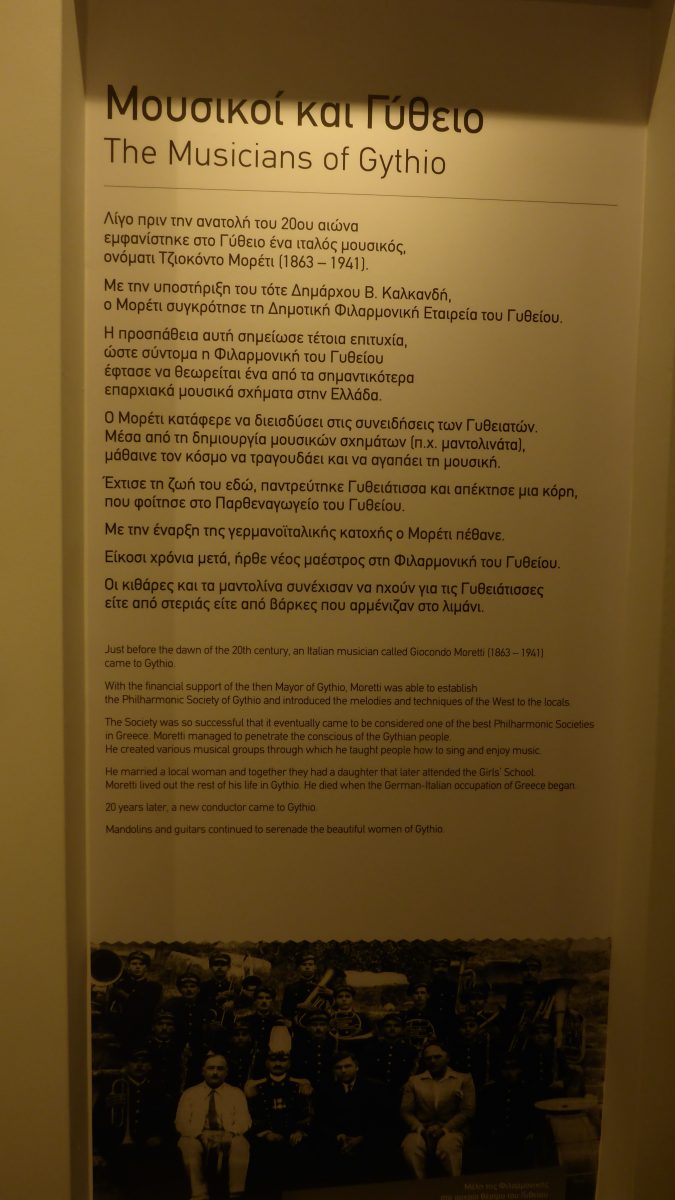 Μουσικοί και Γύθειο
The Musicians of Gythio
Λίγο πριν την ανατολή του 20ου αιώνα
εμφανίστηκε στο Γύθειο ένα ιταλός μουσικός,
ονόματι Τζιοκόντο Μορέτι (1863 – 1941).
Με την υποστήριξη του τότε Δημάρχου Β. Καλκανδή,
ο Μορέτι συγκρότησε τη Δημοτική Φιλαρμονική Εταιρεία του Γυθείου.
Η προσπάθεια αυτή σημείωσε τέτοια επιτυχία,
ώστε σύντομα η Φιλαρμονική του Γυθείου
έφτασε να θεωρείται ένα από τα σημαντικότερα
επαρχιακά μουσικά σχήματα στην Ελλάδα.
Ο Μορέτι κατάφερε να διεισδύσει στις συνειδήσεις των Γυθειατών.
Μέσα από τη δημιουργία μουσικών σχημάτων (π.χ. μαντολινάτα),
μάθαινε τον κόσμο να τραγουδάει και να αγαπάει τη μουσική.
Έχτισε τη ζωή του εδώ, παντρεύτηκε Γυθειάτισσα και απέκτησε μια κόρη,
που φοίτησε στο Παρθεναγωγείο του Γυθείου.
Με την έναρξη της γερμανοϊταλικής κατοχής ο Μορέτι πέθανε.
Είκοσι χρόνια μετά, ήρθε νέος μαέστρος στη Φιλαρμονική του Γυθείου.
Οι κιθάρες και τα μαντολίνα συνέχισαν να ηχούν για τις Γυθειάτισσες
είτε από στεριάς είτε από βάρκες που αρμένιζαν στο λιμάνι.
Just before the dawn of the 20th century, an Italian musician called Giocondo Moretti (1863 – 1941)
came to Gythio.
With the financial support of the then Mayor of Gythio, Moretti was able to establish
the Philharmonic Society of Gythio and introduced the melodies and techniques of the West to the locals.
The Society was so successful that it eventually came to be considered one of the best Philharmonic Societies
in Greece. Moretti managed to penetrate the conscious of the Gythian people.
He created various musical groups through which he taught people how to sing and enjoy music.
He married a local woman and together they had a daughter that later attended the Girls' School.
Moretti lived out the rest of his life in Gythio. He died when the German-Italian occupation of Greece began.
20 years later, a new conductor came to Gythio.
Mandolins and guitars continued to serenade the beautiful women of Gythio.
Μέλη της Φιλαρμονικής